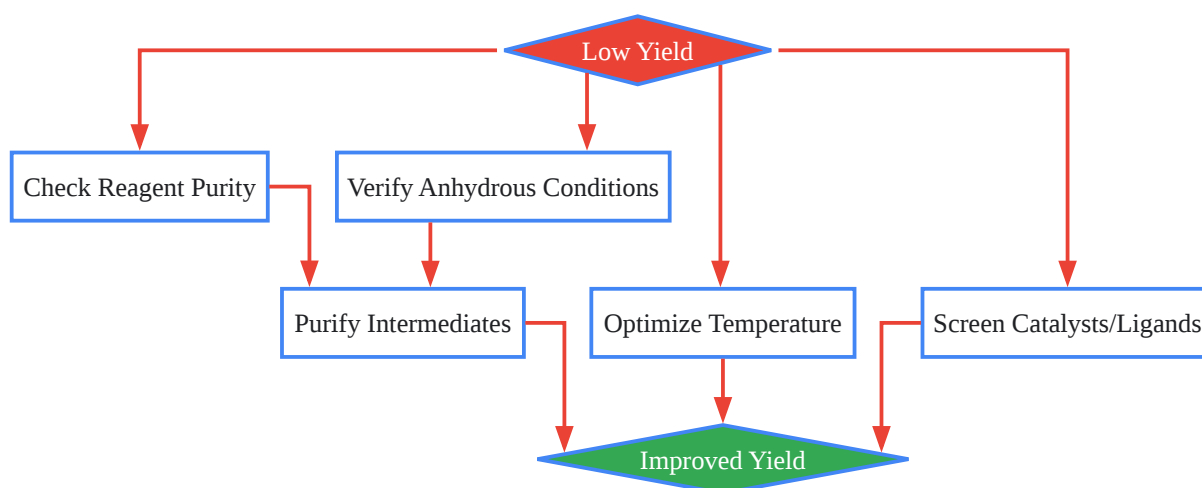 Low Yield
Check Reagent Purity
Verify Anhydrous Conditions
Purify Intermediates
Optimize Temperature
Screen Catalysts/Ligands
Improved Yield